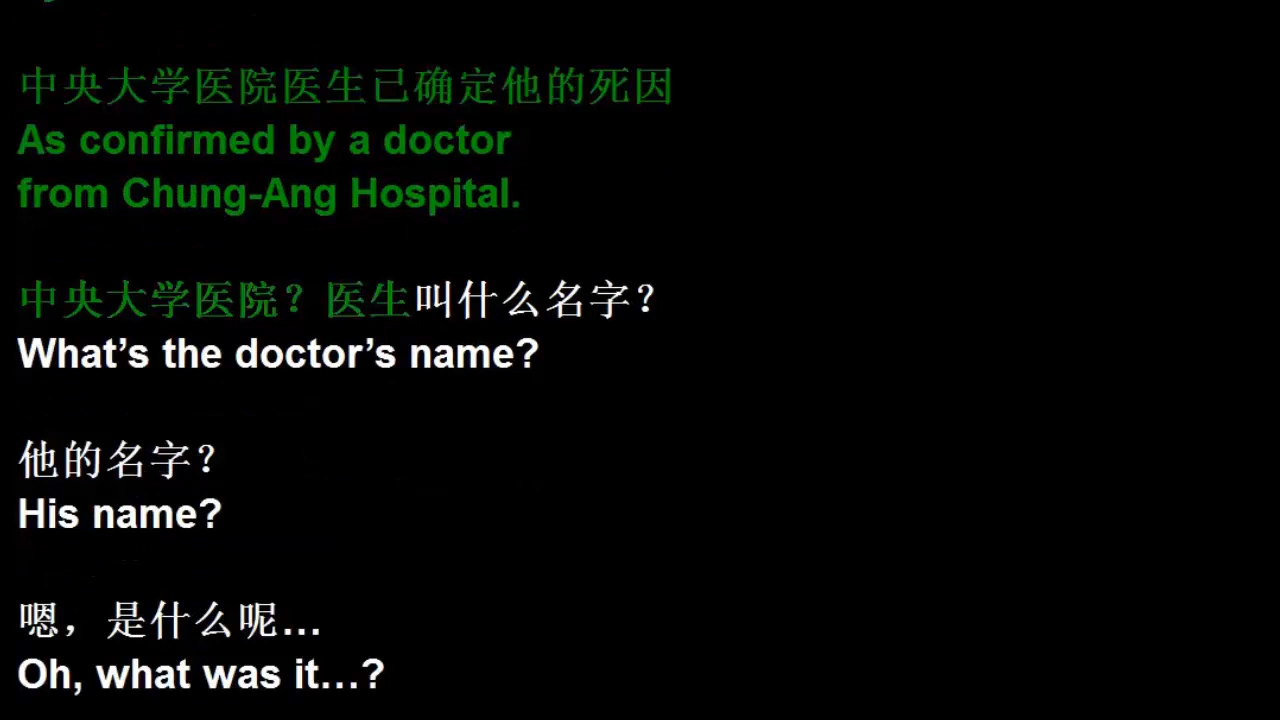 中央大学医院医生已确定他的死因
As confirmed by a doctor
from Chung-Ang Hospital.
中央大学医院？医生叫什么名字？
What’s the doctor’s name?
他的名字？
His name?
嗯，是什么呢…
Oh, what was it…?